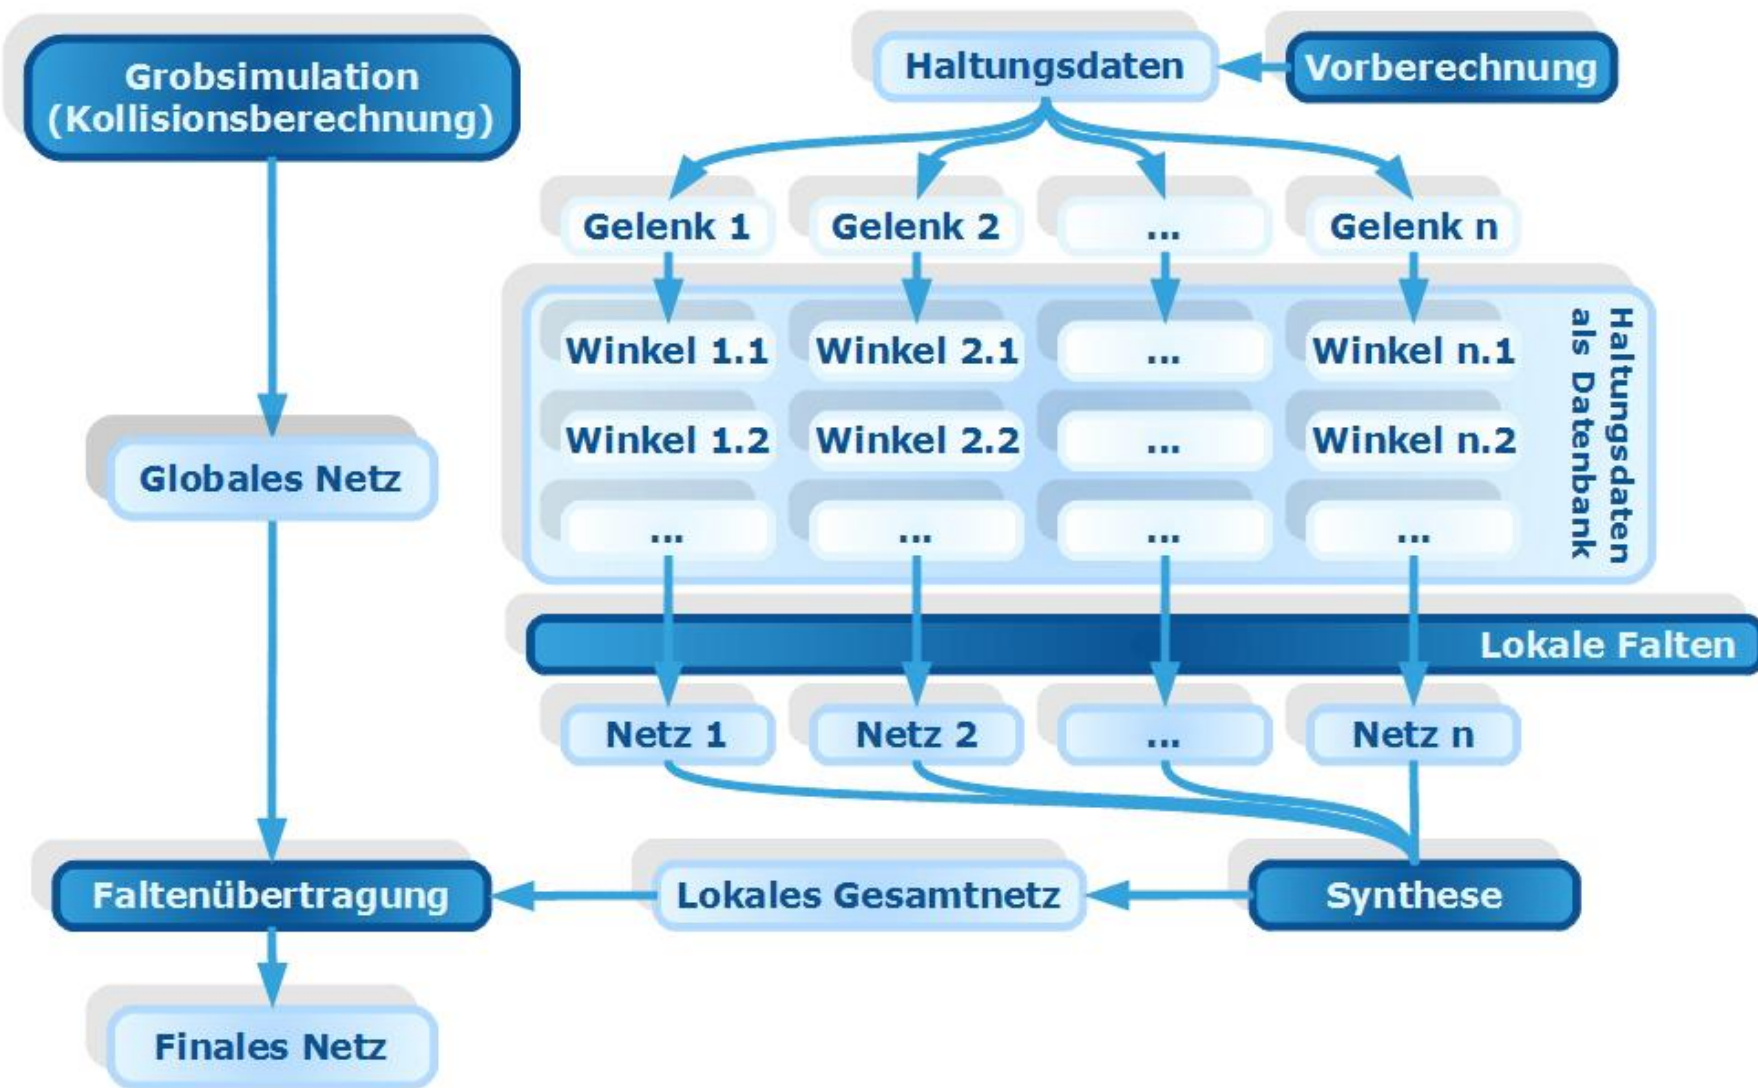 Grobsimulation
(Kollisionsberechnung)
Haltungsdaten
Vorberechnung
Gelenk 1
Gelenk 2
...
Gelenk n
Winkel 1.1
Winkel 2.1
...
Winkel n.1
Winkel 1.2
Winkel 2.2
...
Winkel n.2
...
...
...
...
Haltungsdaten
als Datenbank
Globales Netz
Lokale Falten
Netz 1
Netz 2
...
Netz n
Faltenübertragung
Lokales Gesamtnetz
Synthese
Finales Netz